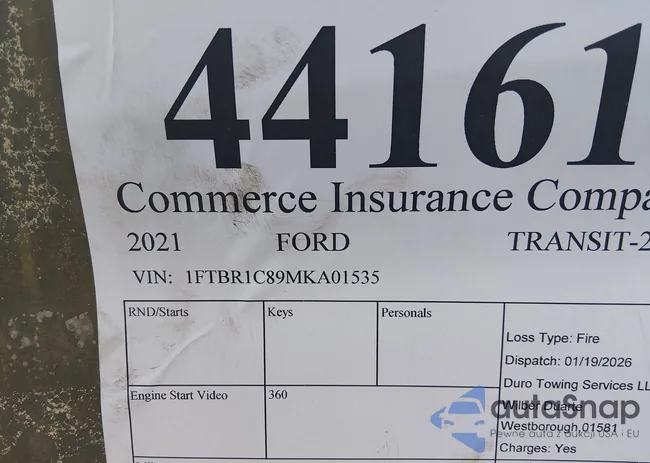 44161
Commerce Insurance Compa
2021 FORD TRANSIT-2
VIN: 1FTBR1C89MKA01535
RND/Starts Keys Personals
Loss Type: Fire
Dispatch: 01/19/2026
Duro Towing Services LL
Engine Start Video 360
Wilber Duarte
Westborough,01581
Charges: Yes
autoSnap
Pewne auta z aukcji USA i EU